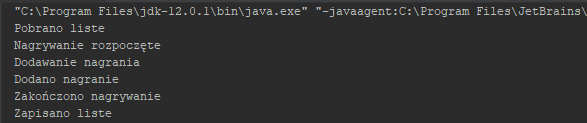 "C:\Program Files\jdk-12.0.1\bin\java.exe" "-javaagent:C:\Program Files\JetBrains\
Pobrano liste
Nagrywanie rozpoczęte
Dodawanie nagrania
Dodano nagranie
Zakończono nagrywanie
Zapisano liste